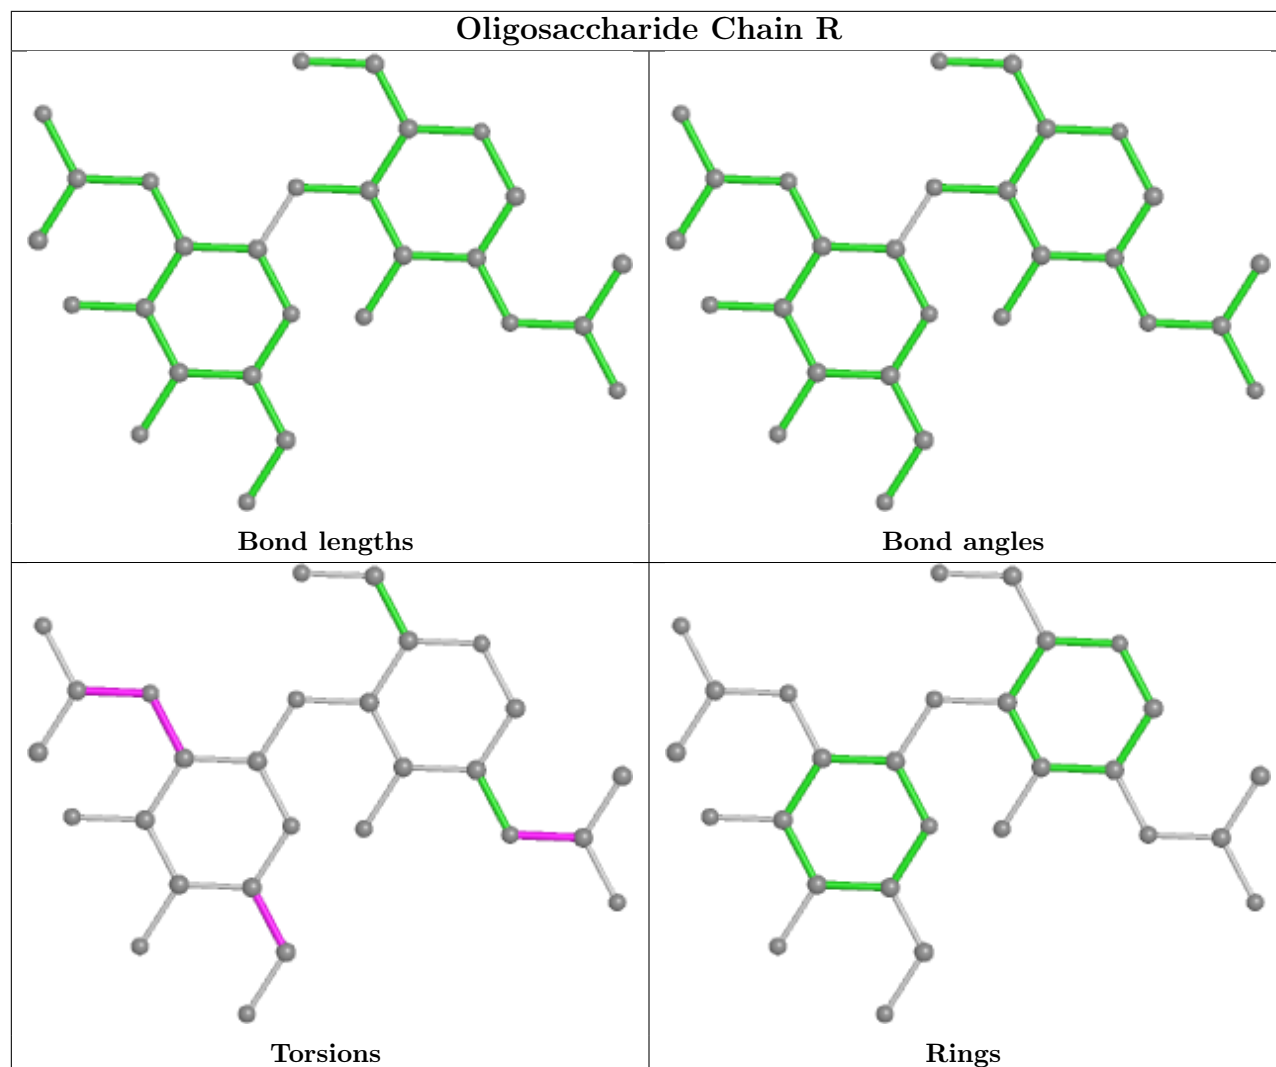 Oligosaccharide Chain R
Bond lengths
Bond angles
Torsions
Rings